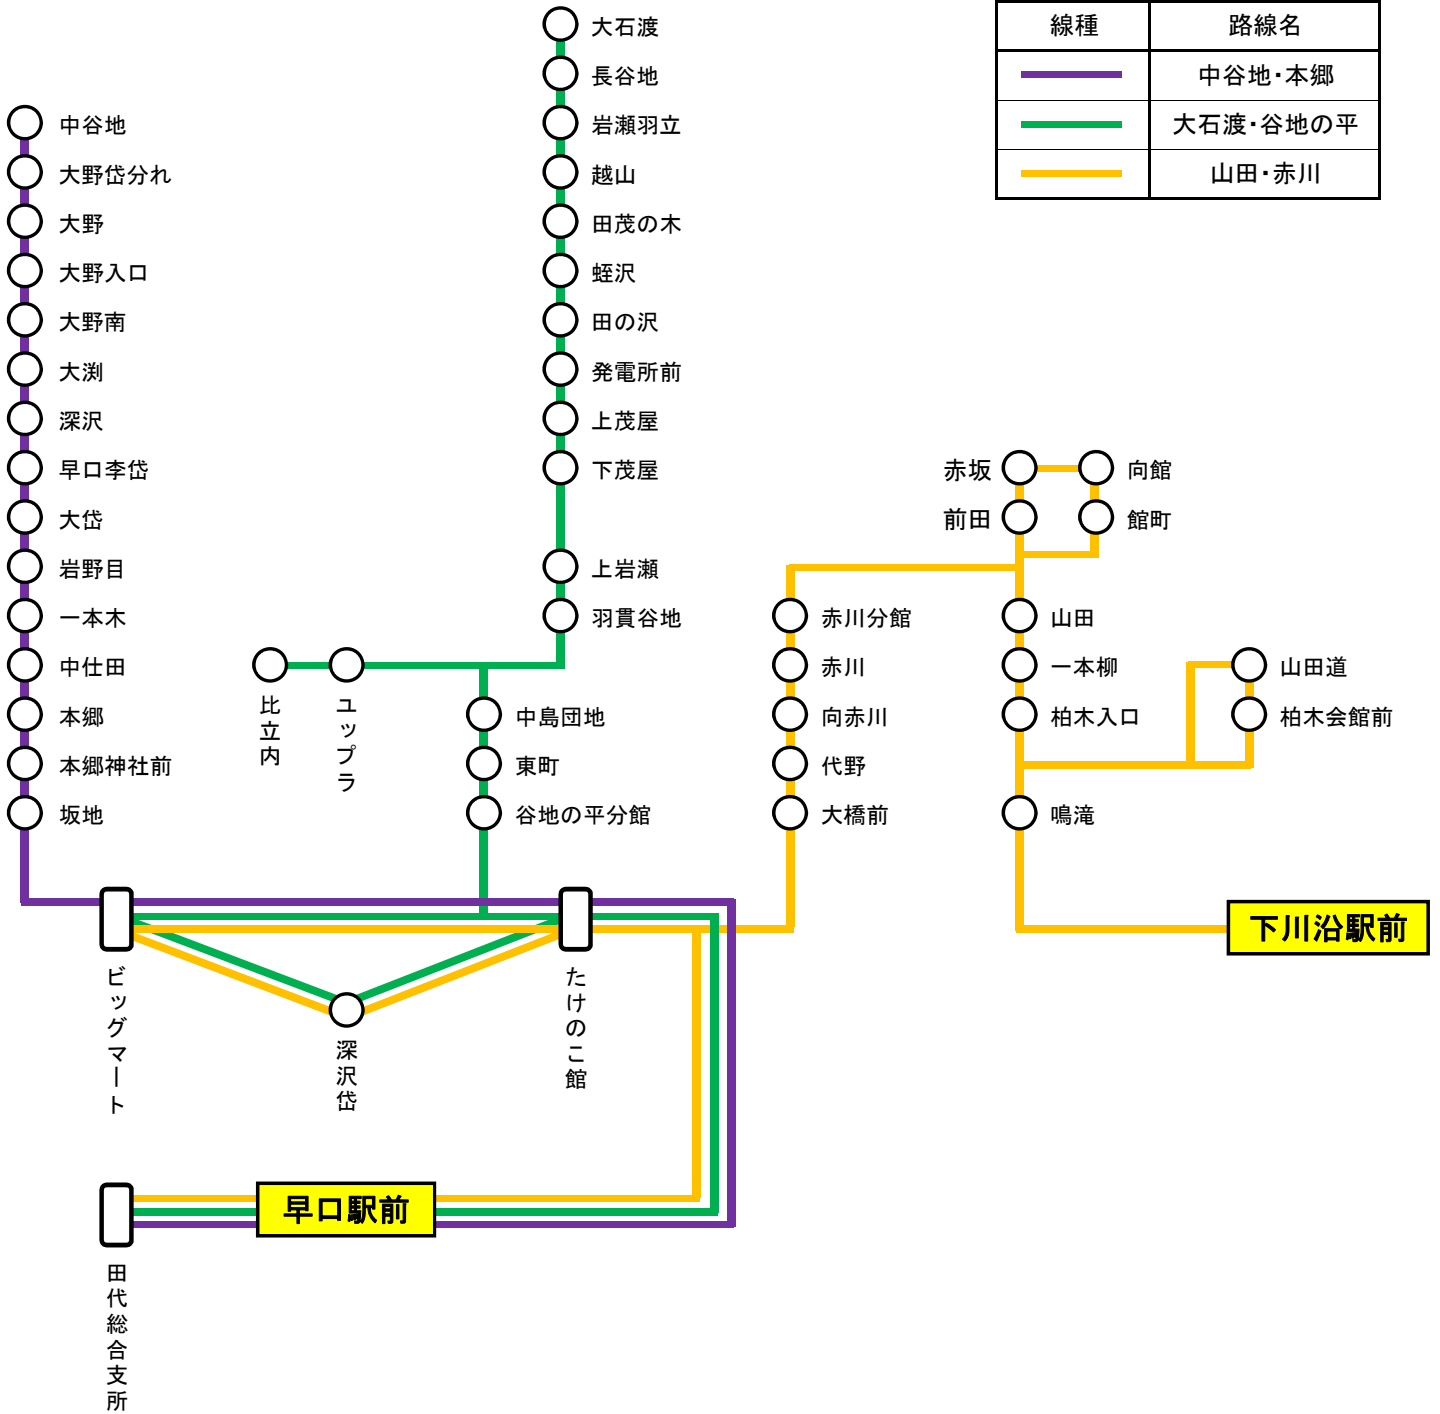 線種 路線名
中谷地・本郷
大石渡・谷地の平
山田・赤川
中谷地
大野岱分れ
大野
大野入口
大野南
大渕
深沢
早口李岱
大岱
岩野目
一本木
中仕田
本郷
本郷神社前
坂地
大石渡
長谷地
岩瀬羽立
越山
田茂の木
蛭沢
田の沢
発電所前
上茂屋
下茂屋
上岩瀬
羽貫谷地
比立内
ユップラ
中島団地
東町
谷地の平分館
赤坂
向館
前田
館町
赤川分館
赤川
向赤川
代野
大橋前
山田
一本柳
柏木入口
鳴滝
山田道
柏木会館前
下川沿駅前
ビッグマート
深沢岱
たけのこ館
早口駅前
田代総合支所